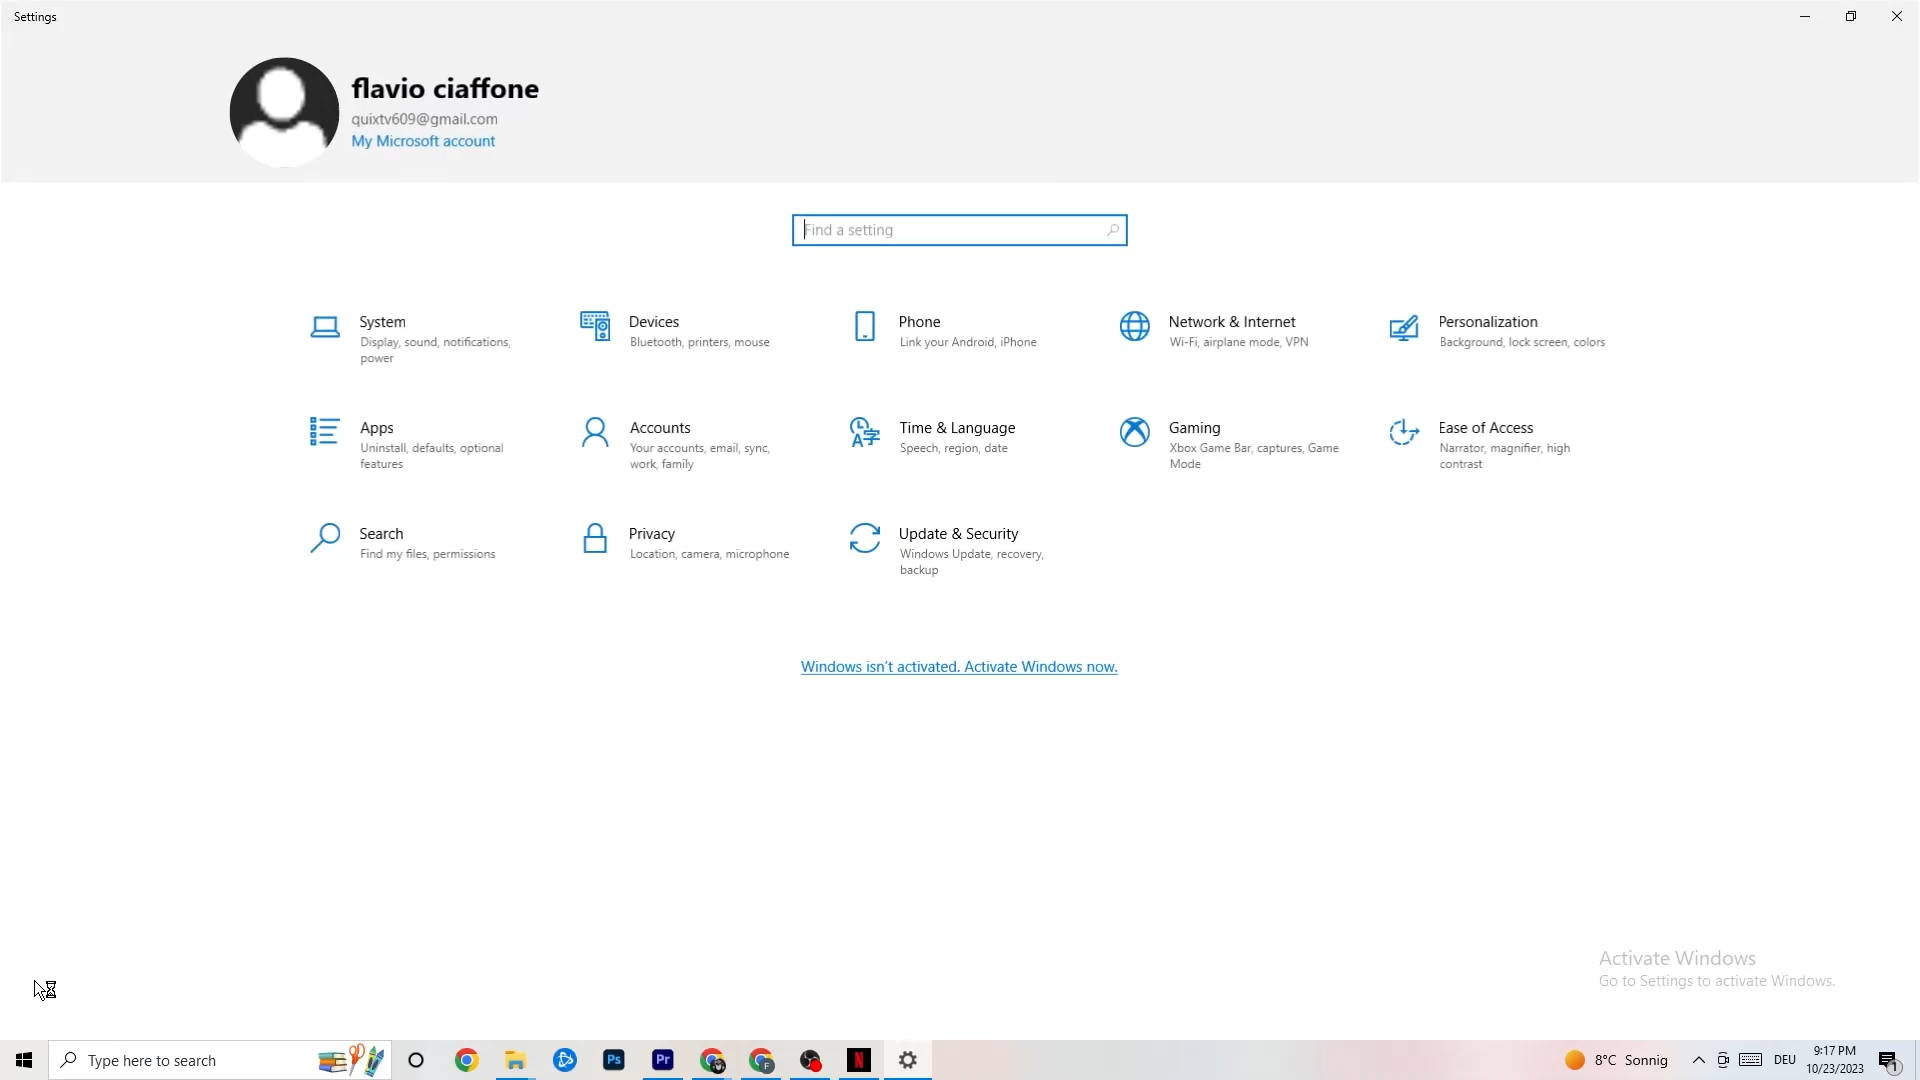 Settings
flavio ciaffone
quixtv609@gmail.com
My Microsoft account
Find a setting
System
Display, sound, notifications,
power
Devices
Bluetooth, printers, mouse
Phone
Link your Android, iPhone
Network & Internet
Wi-Fi, airplane mode, VPN
Personalization
Background, lock screen, colors
Apps
Uninstall, defaults, optional
features
Accounts
Your accounts, email, sync,
work, family
Time & Language
Speech, region, date
Gaming
Xbox Game Bar, captures, Game
Mode
Ease of Access
Narrator, magnifier, high
contrast
Search
Find my files, permissions
Privacy
Location, camera, microphone
Update & Security
Windows Update, recovery,
backup
Windows isn't activated. Activate Windows now.
Activate Windows
Go to Settings to activate Windows.
Type here to search
Ps
Pr
F
N
8°C Sonnig
DEU
9:17 PM
10/23/2023
1